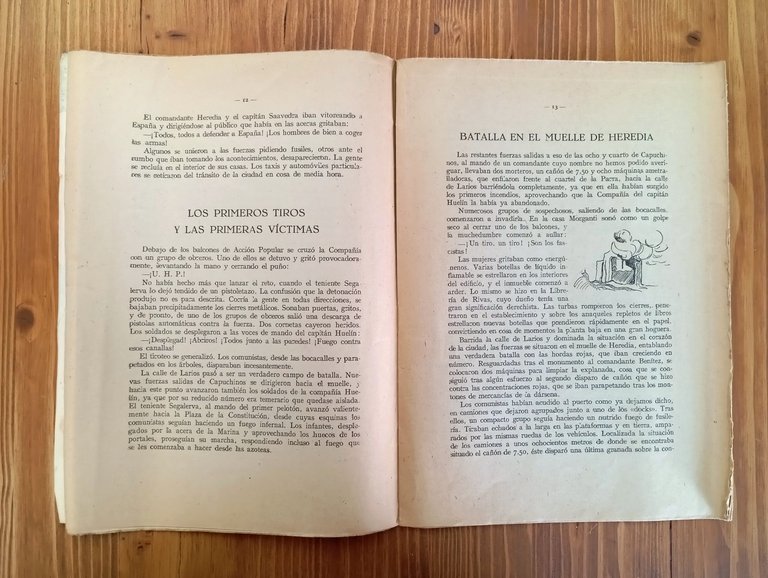 — 12 —
El comandante Heredia y el capitán Saavedra iban vitoreando a
España y dirigiéndose al público que había en las aceras gritaban:
—¡Todos, todos a defender a España! ¡Los hombres de bien a coger
las armas!
Algunos se unieron a las fuerzas pidiendo fusiles, otros ante el
rumbo que iban tomando los acontecimientos, desaparecieron. La gente
se recluía en el interior de sus casas. Los taxis y automóviles particula-
res se retiraron del tránsito de la ciudad en cosa de media hora.
LOS PRIMEROS TIROS
Y LAS PRIMERAS VÍCTIMAS
Debajo de los balcones de Acción Popular se cruzó la Compañía
con un grupo de obreros. Uno de ellos se detuvo y gritó provocadora-
mente, levantando la mano y cerrando el puño:
—¡U. H. P.!
No había hecho más que lanzar el reto, cuando el teniente Sega-
lerva lo dejó tendido de un pistoletazo. La confusión que la detonación
produjo no es para descrita. Corría la gente en todas direcciones, se
bajaban precipitadamente los cierres metálicos. Sonaban puertas, gritos,
y de pronto, de uno de los grupos de obreros salió una descarga de
pistolas automáticas contra la fuerza. Dos cornetas cayeron heridos.
Los soldados se desplegaron a las voces de mando del capitán Huelín:
—¡Desplegad! ¡Abriros! ¡Todos junto a las paredes! ¡Fuego contra
esos canallas!
El tiroteo se generalizó. Los comunistas, desde las bocacalles y para-
petados en los árboles, disparaban incesantemente.
La calle de Larios pasó a ser un verdadero campo de batalla. Nue-
vas fuerzas salidas de Capuchinos se dirigieron hacia el muelle, y
hacia este punto avanzaron también los soldados de la compañía Hue-
lín, ya que por su reducido número era temerario que quedase aislada.
El teniente Segalerva, al mando del primer pelotón, avanzó valiente-
mente hacia la Plaza de la Constitución, desde cuyas esquinas los
comunistas seguían haciendo un fuego infernal. Los infantes, desple-
gados por la acera de la Marina y aprovechando los huecos de los
portales, proseguían su marcha, respondiendo incluso al fuego que
se les comenzaba a hacer desde las azoteas.
— 13 —
BATALLA EN EL MUELLE DE HEREDIA
Las restantes fuerzas salidas a eso de las ocho y cuarto de Capuchi-
nos, al mando de un comandante cuyo nombre no hemos podido averi-
guar, llevaban dos morteros, un cañón de 7,50 y ocho máquinas ametra-
lladoras, que enfilaron frente al cuartel de la Parra, hacia la calle
de Larios barriéndola completamente, ya que en ella habían surgido
los primeros incendios, aprovechando que la Compañía del capitán
Huelín la había ya abandonado.
Numerosos grupos de sospechosos, saliendo de las bocacalles,
comenzaron a invadirla. En la casa Morganti sonó como un golpe
seco al cerrar uno de los balcones, y
la muchedumbre comenzó a aullar:
—¡Un tiro, un tiro! ¡Son los fas-
cistas!
Las mujeres gritaban como energú-
menos. Varias botellas de líquido in-
flamable se estrellaron en los interiores
del edificio, y el inmueble comenzó a
arder. Lo mismo se hizo en la Libre-
ría de Rivas, cuyo dueño tenía una
gran significación derechista. Las turbas rompieron los cierres, pene-
traron en el establecimiento y sobre los anaqueles repletos de libros
estrellaron nuevas botellas que prendieron rápidamente en el papel,
convirtiendo en cosa de momentos la planta baja en una gran hoguera.
Barrida la calle de Larios y dominada la situación en el corazón
de la ciudad, las fuerzas se situaron en el muelle de Heredia, entablando
una verdadera batalla con las hordas rojas, que iban creciendo en
número. Resguardadas tras el monumento al comandante Benítez, se
colocaron dos máquinas para limpiar la explanada, cosa que se con-
siguió tras algún esfuerzo al segundo disparo de cañón que se hizo
contra las concentraciones rojas, que se iban parapetando tras los mon-
tones de mercancías de la dársena.
Los comunistas habían acudido al puerto como ya dejamos dicho,
en camiones que dejaron agrupados junto a uno de los «docks». Tras
ellos, un compacto grupo seguía haciendo un nutrido fuego de fusile-
ría. Tiraban echados a la larga en las plataformas y en tierra, ampa-
rados por las mismas ruedas de los vehículos. Localizada la situación
de los camiones a unos ochocientos metros de donde se encontraba
situado el cañón de 7,50, éste disparó una última granada sobre la con-